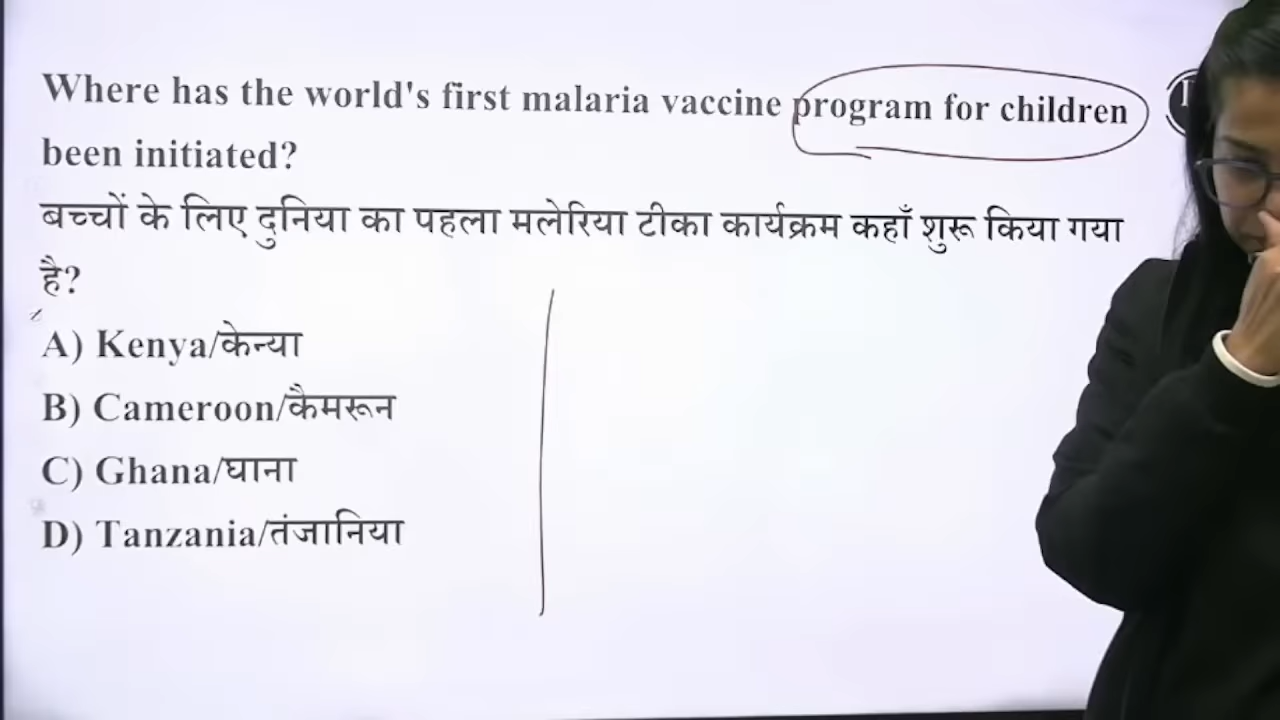 Where has the world's first malaria vaccine program for children
been initiated?
बच्चों के लिए दुनिया का पहला मलेरिया टीका कार्यक्रम कहाँ शुरू किया गया
है?
A) Kenya/केन्या
B) Cameroon/कैमरून
C) Ghana/घाना
D) Tanzania/तंजानिया